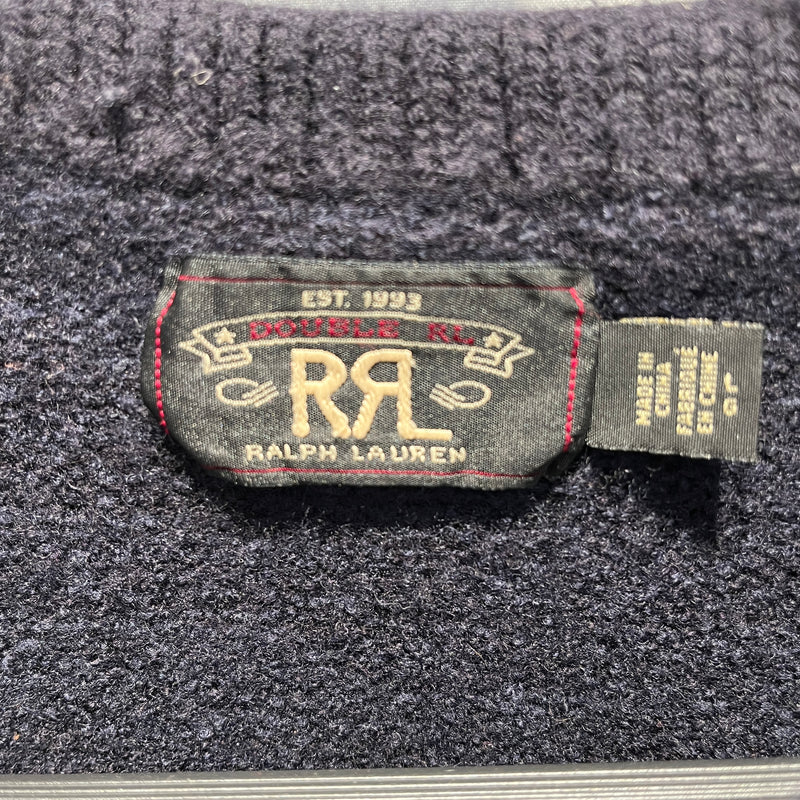 EST. 1993
DOUBLE RL
RRL
RALPH LAUREN
MADE IN
CHINA
FABRIQUÉ
EN CHINE